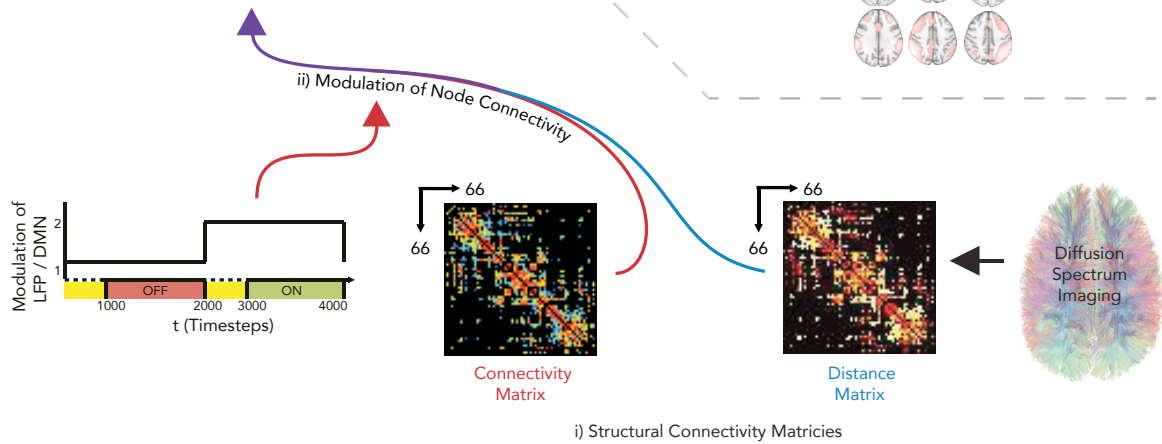 ii) Modulation of Node Connectivity
Modulation of
LFP / DMN
2
1
OFF
ON
1000
2000
3000
4000
t (Timesteps)
66
66
Connectivity
Matrix
66
66
Distance
Matrix
Diffusion
Spectrum
Imaging
i) Structural Connectivity Matricies